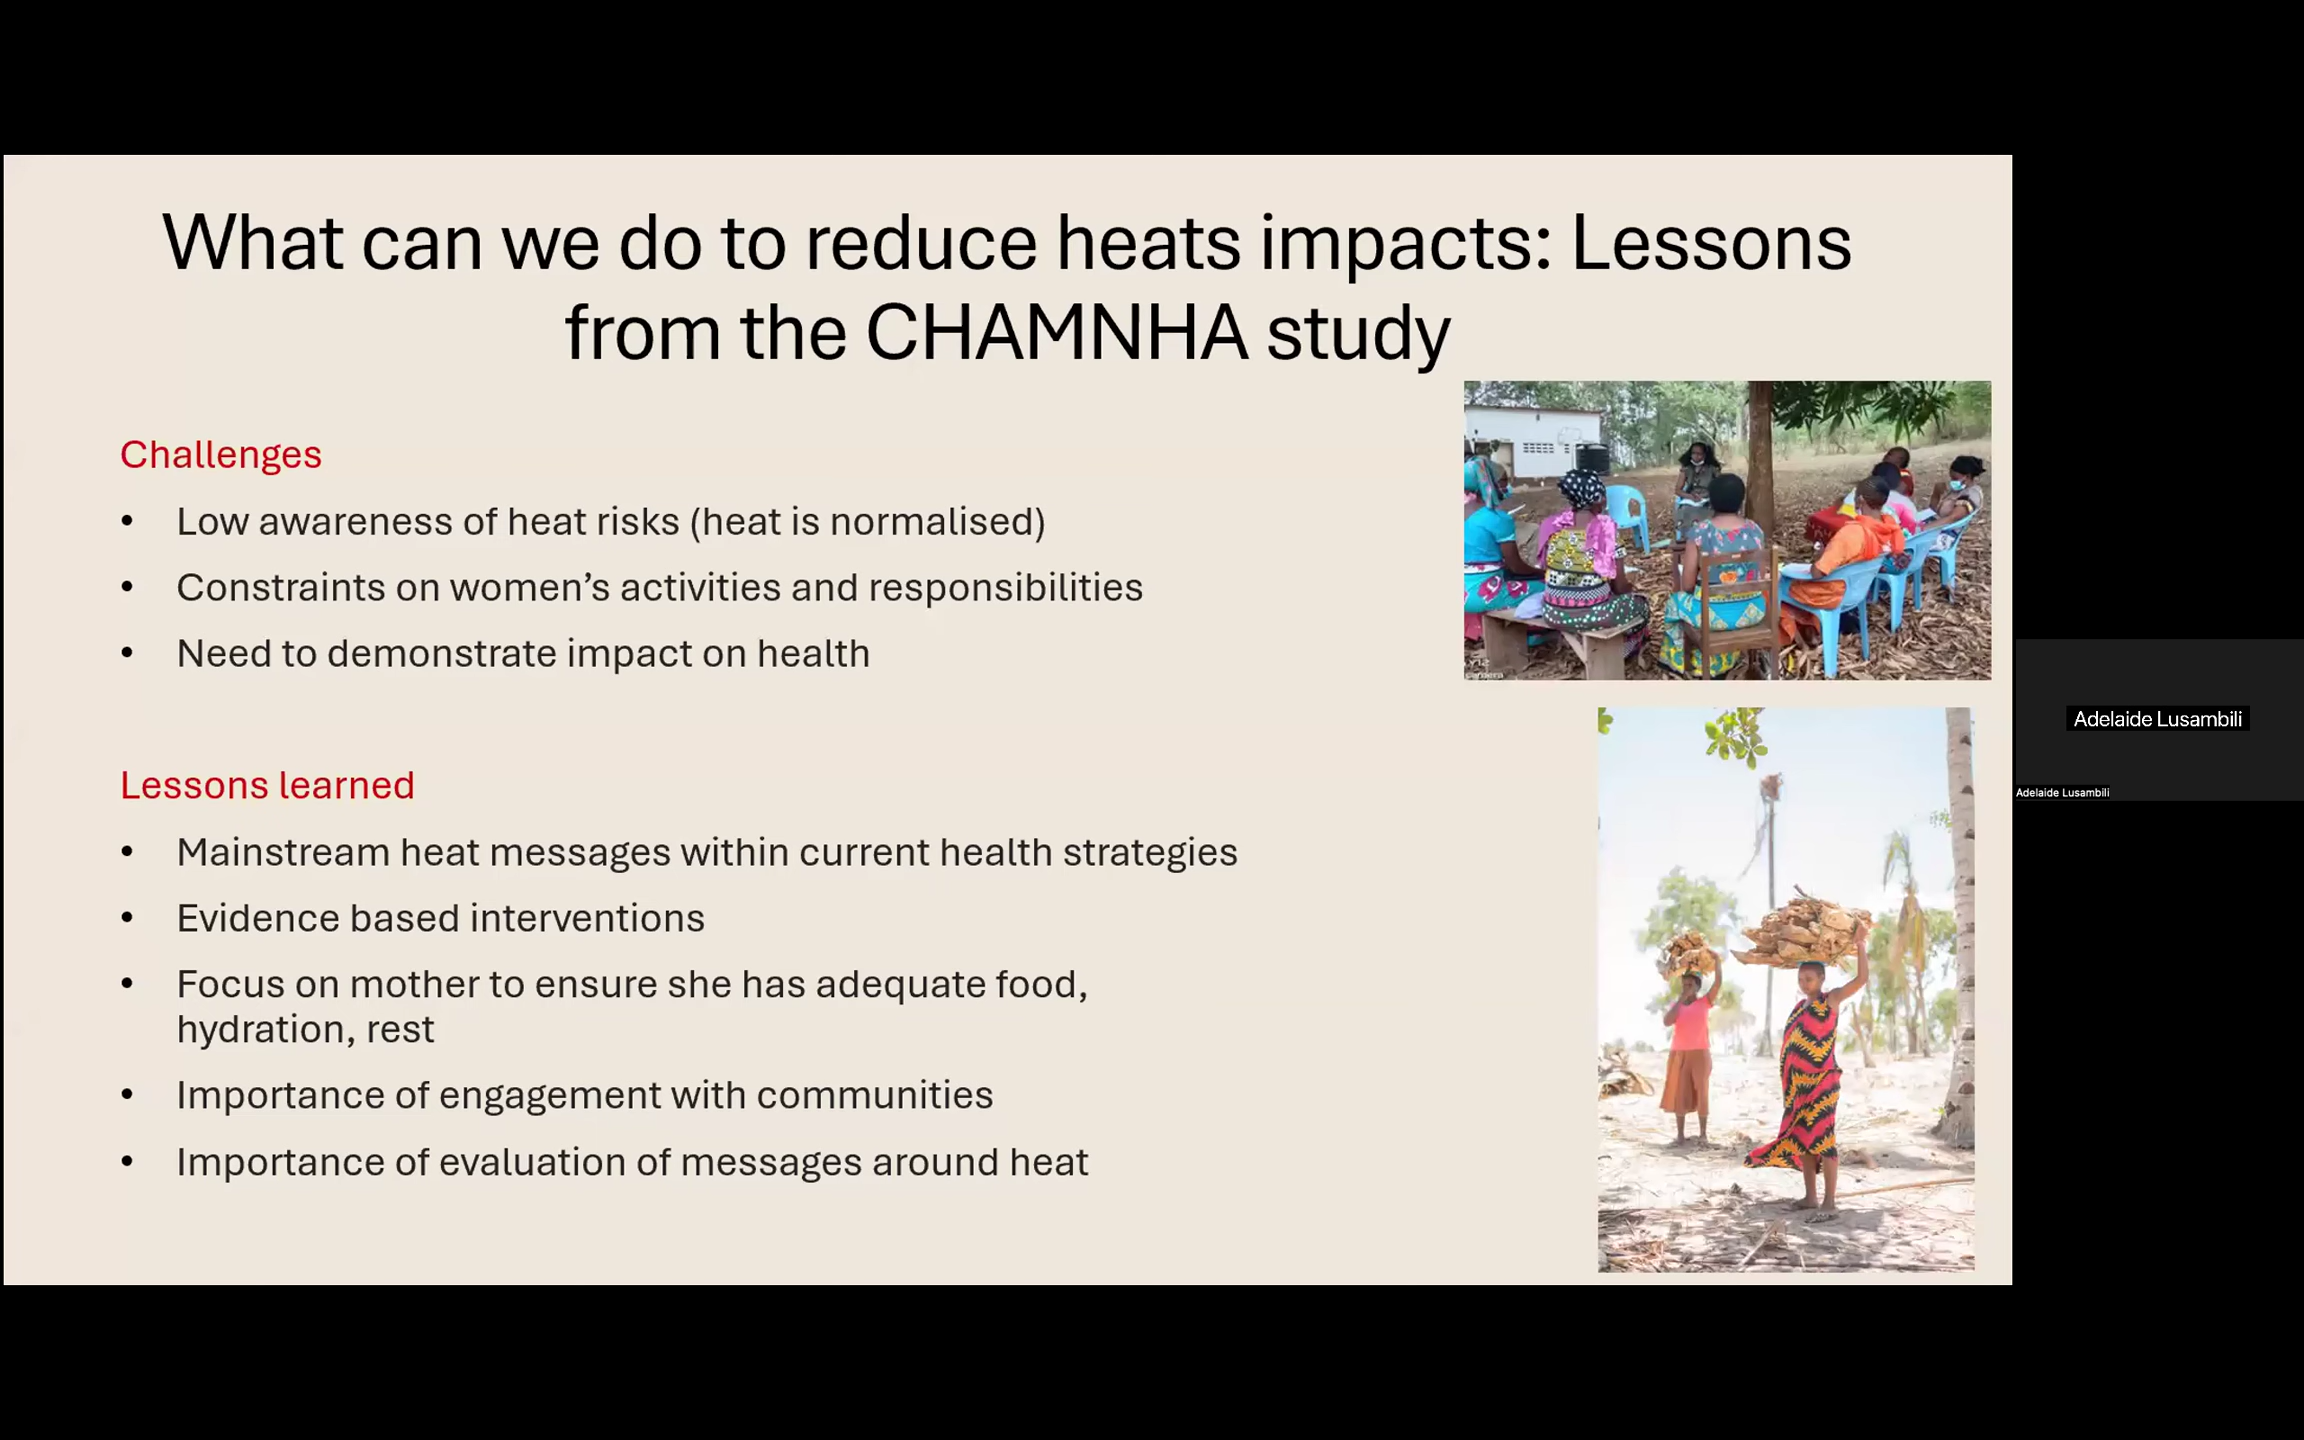 What can we do to reduce heats impacts: Lessons
from the CHAMNHA study
Challenges
• Low awareness of heat risks (heat is normalised)
• Constraints on women’s activities and responsibilities
• Need to demonstrate impact on health
Lessons learned
• Mainstream heat messages within current health strategies
• Evidence based interventions
• Focus on mother to ensure she has adequate food,
hydration, rest
• Importance of engagement with communities
• Importance of evaluation of messages around heat
Adelaide Lusambili
Adelaide Lusambili